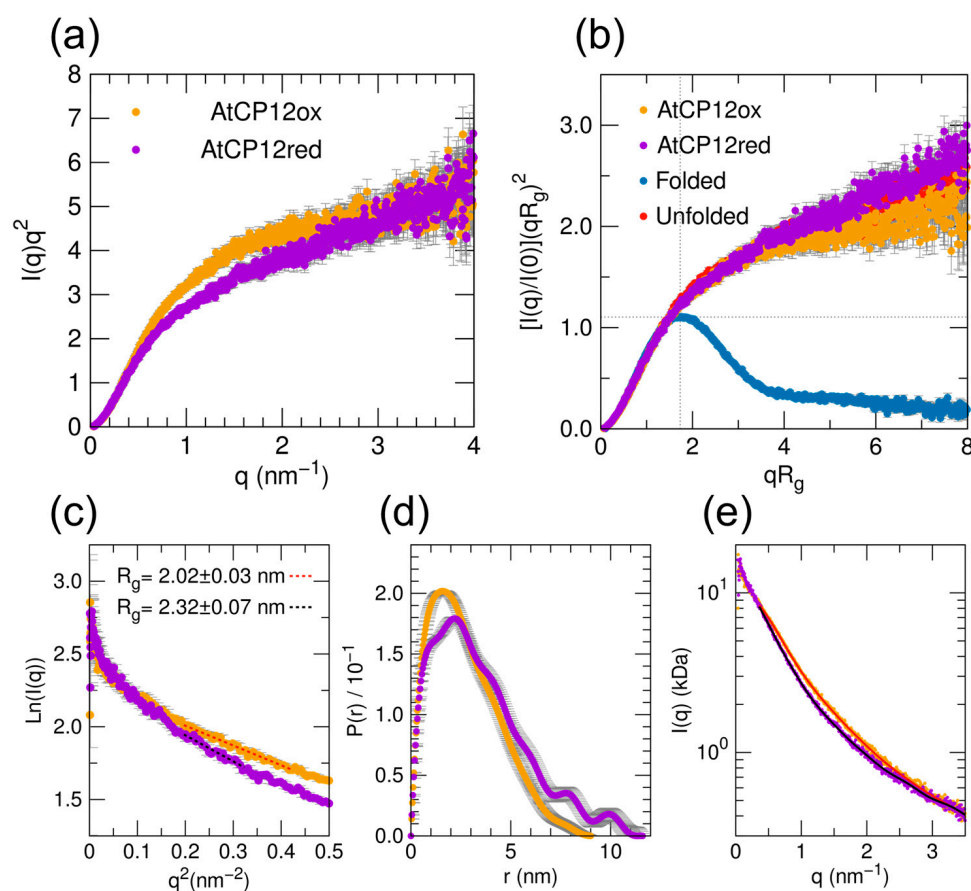 (a)
AtCP12ox
AtCP12red
I(q)q²
8
7
6
5
4
3
2
1
0
0 1 2 3 4
q (nm⁻¹)
(b)
AtCP12ox
AtCP12red
Folded
Unfolded
[I(q)/I(0)](qRg)²
3.0
2.0
1.0
0.0
0 2 4 6 8
qRg
(c)
Rg= 2.02±0.03 nm
Rg= 2.32±0.07 nm
Ln(I(q))
3.0
2.5
2.0
1.5
0 0.1 0.2 0.3 0.4 0.5
q²(nm⁻²)
(d)
P(r) / 10⁻¹
2.0
1.5
1.0
0.5
0.0
0 5 10
r (nm)
(e)
I(q) (kDa)
10¹
10⁰
0 1 2 3
q (nm⁻¹)